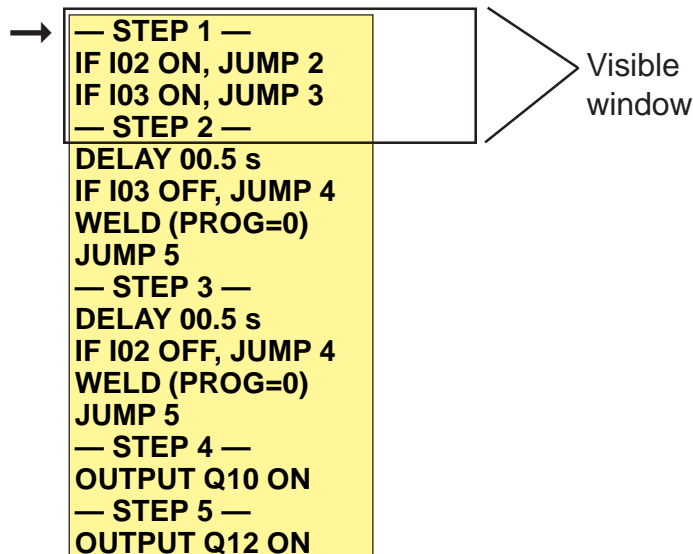 — STEP 1 —
IF I02 ON, JUMP 2
IF I03 ON, JUMP 3
— STEP 2 —
DELAY 00.5 s
IF I03 OFF, JUMP 4
WELD (PROG=0)
JUMP 5
— STEP 3 —
DELAY 00.5 s
IF I02 OFF, JUMP 4
WELD (PROG=0)
JUMP 5
— STEP 4 —
OUTPUT Q10 ON
— STEP 5 —
OUTPUT Q12 ON
Visible
window